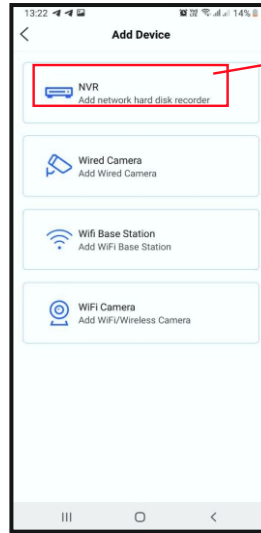 13:22 14%
Add Device
NVR
Add network hard disk recorder
Wired Camera
Add Wired Camera
Wifi Base Station
Add WiFi Base Station
WiFi Camera
Add WiFi/Wireless Camera